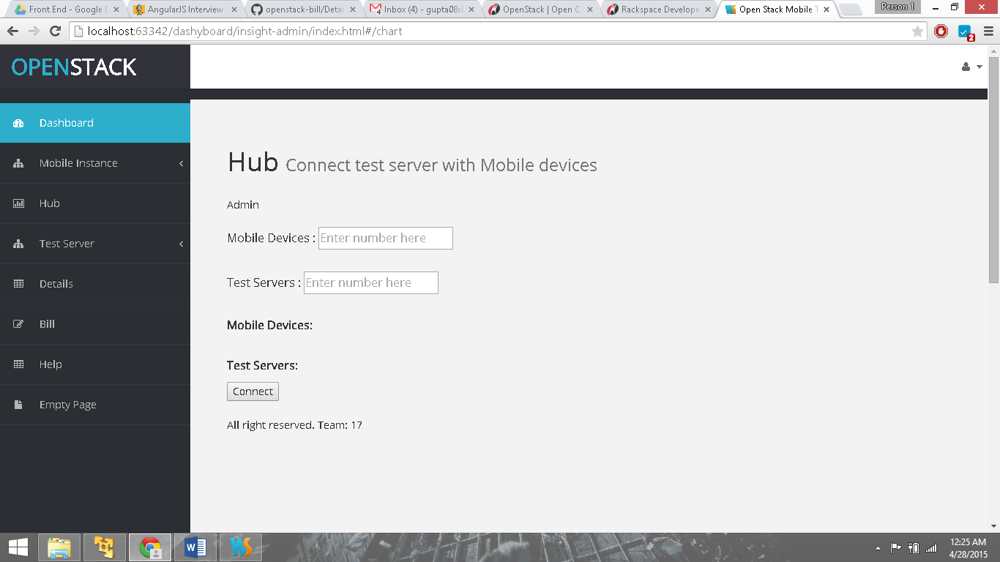 Front End - Google D
AngularJS Interview
openstack-bill/Detai
Inbox (4) - gupta08sl
OpenStack | Open C
Rackspace Develope
Open Stack Mobile T
Person 1
localhost:63342/dashyboard/insight-admin/index.html#/chart
2
OPENSTACK
Dashboard
Mobile Instance
Hub
Test Server
Details
Bill
Help
Empty Page
Hub Connect test server with Mobile devices
Admin
Mobile Devices : Enter number here
Test Servers : Enter number here
Mobile Devices:
Test Servers:
Connect
All right reserved. Team: 17
12:25 AM
4/28/2015